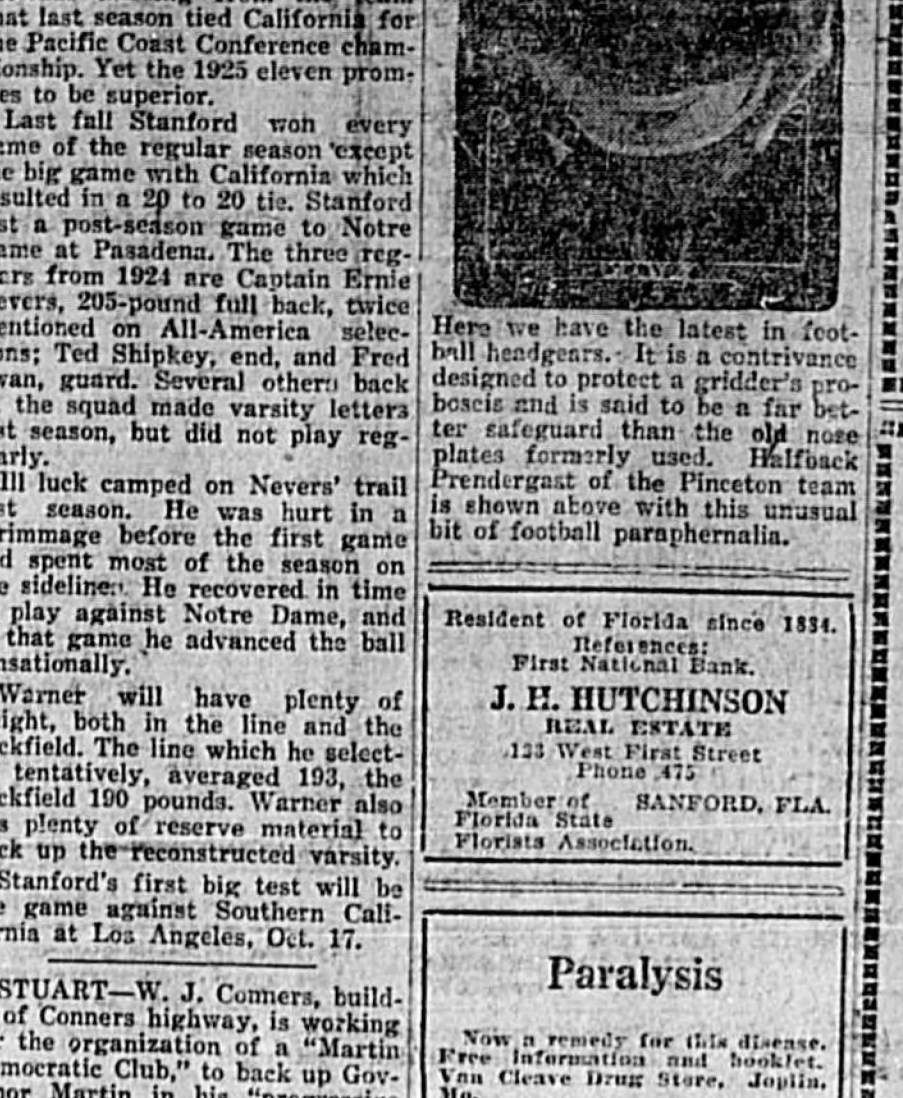 at last season tied California for
e Pacific Coast Conference cham-
ionship. Yet the 1925 eleven prom-
es to be superior.
Last fall Stanford won every
me of the regular season except
e big game with California which
sulted in a 20 to 20 tie. Stanford
st a post-season game to Notre
ame at Pasadena. The three reg-
ars from 1924 are Captain Ernie
evers, 205-pound full back, twice
entioned on All-America selec-
ons; Ted Shipkey, end, and Fred
wan, guard. Several others back
the squad made varsity letters
st season, but did not play reg-
arly.
Ill luck camped on Nevers' trail
st season. He was hurt in a
rimmage before the first game
d spent most of the season on
e sidelines. He recovered in time
play against Notre Dame, and
that game he advanced the ball
nsationally.
Warner will have plenty of
ight, both in the line and the
ckfield. The line which he select-
tentatively, averaged 193, the
ckfield 190 pounds. Warner also
s plenty of reserve material to
ck up the reconstructed varsity.
Stanford's first big test will be
e game against Southern Cali-
rnia at Los Angeles, Oct. 17.
STUART—W. J. Conners, build-
of Conners highway, is working
r the organization of a "Martin
mocratic Club," to back up Gov-
nor Martin in his "progressive
Here we have the latest in foot-
ball headgears. It is a contrivance
designed to protect a gridder's pro-
boscis and is said to be a far bet-
ter safeguard than the old nose
plates formerly used. Halfback
Prendergast of the Pinceton team
is shown above with this unusual
bit of football paraphernalia.
Resident of Florida since 1884.
References:
First National Bank.
J. H. HUTCHINSON
REAL ESTATE
123 West First Street
Phone 475
Member of SANFORD, FLA.
Florida State
Florists Association.
Paralysis
Now a remedy for this disease.
Free information and booklet.
Van Cleave Drug Store, Joplin,
Mo.